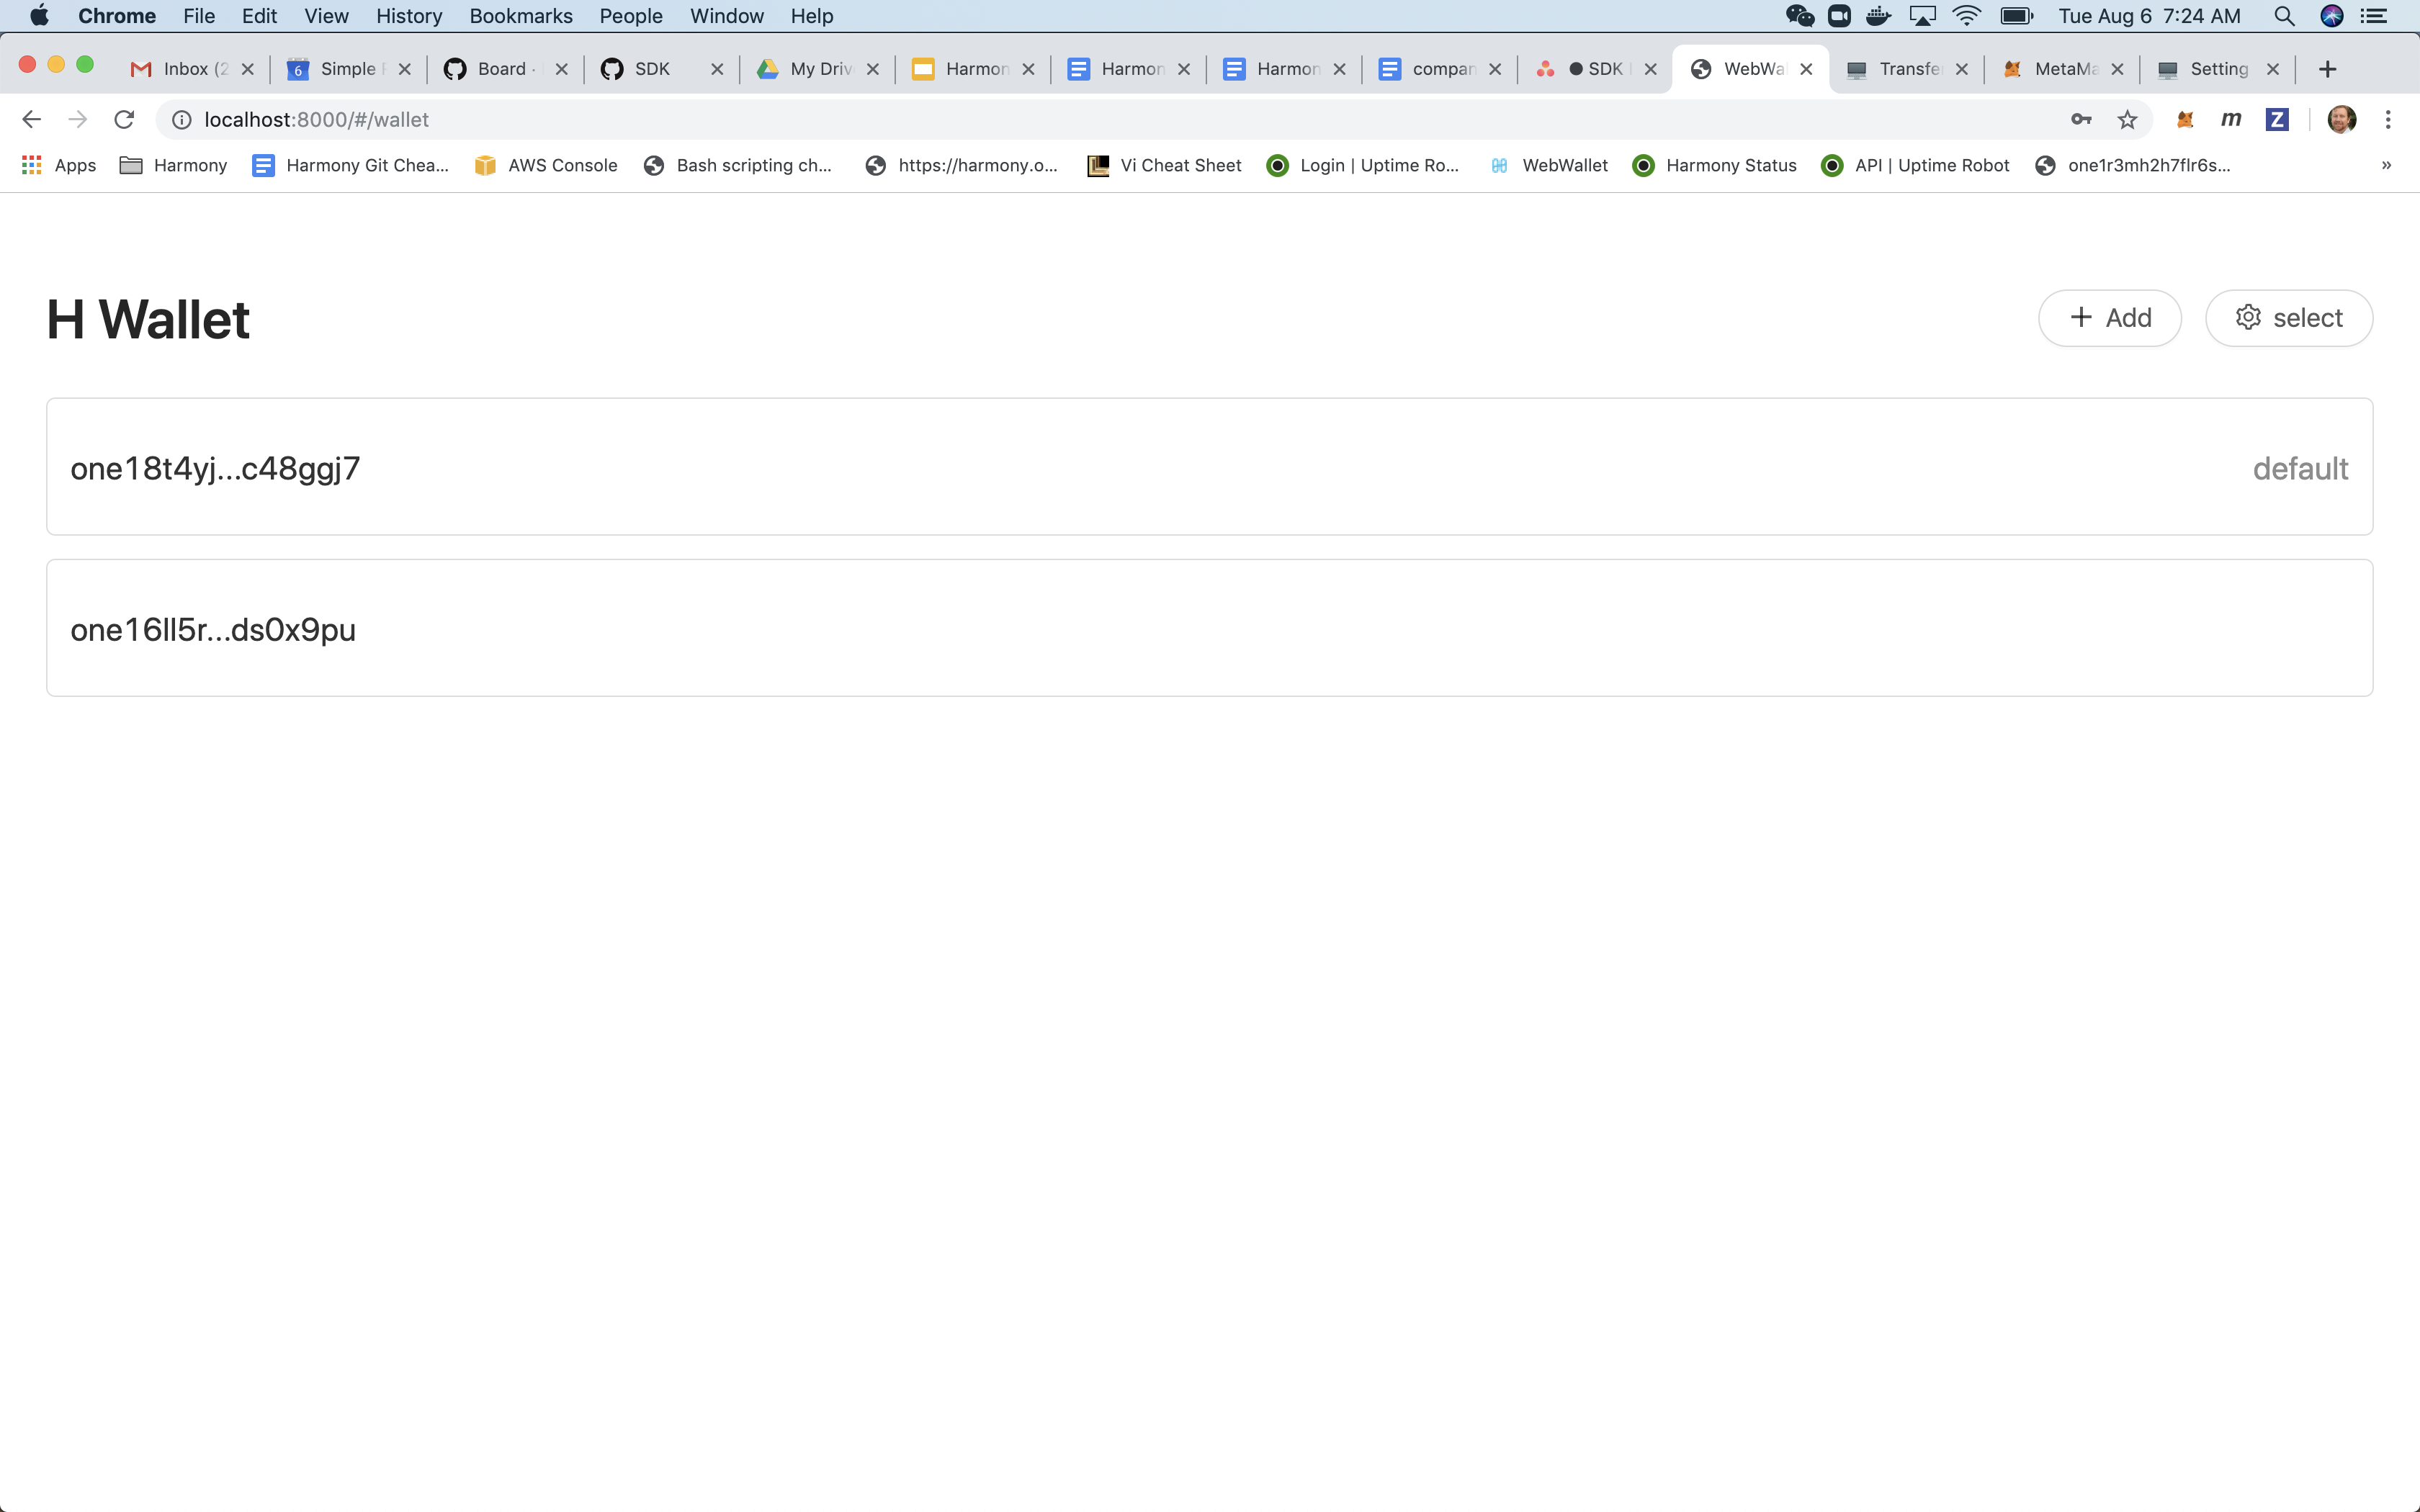 Chrome File Edit View History Bookmarks People Window Help Tue Aug 6 7:24 AM
Inbox (2 6 Simple Board · SDK My Driv Harmon Harmon Harmon compan SDK WebWal Transfe MetaMa Setting
localhost:8000/#/wallet m Z
Apps Harmony Harmony Git Chea... AWS Console Bash scripting ch... https://harmony.o... Vi Cheat Sheet Login | Uptime Ro... WebWallet Harmony Status API | Uptime Robot one1r3mh2h7flr6s... »
H Wallet + Add select
one18t4yj...c48ggj7 default
one16ll5r...ds0x9pu